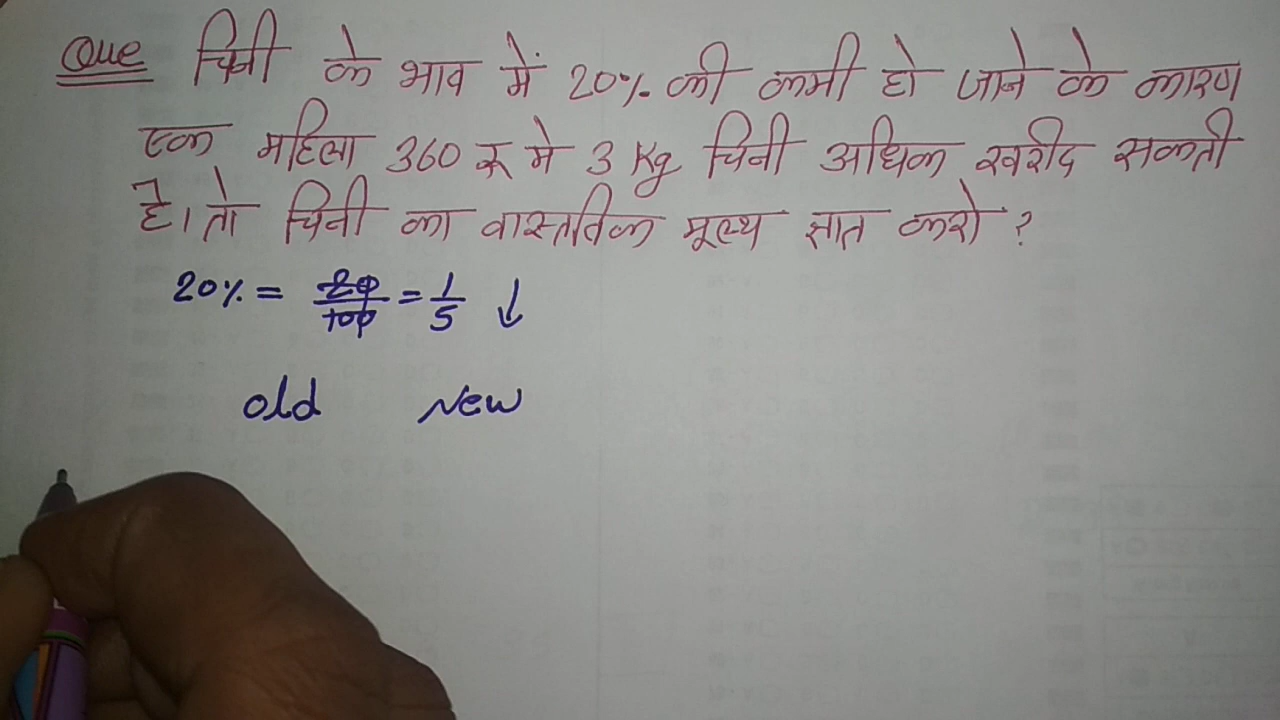 Que चिनी के भाव में 20% की कमी हो जाने के कारण
एक महिला 360 रू मे 3 Kg चिनी अधिक खरीद सकती
है। तो चिनी का वास्तविक मूल्य ज्ञात करो ?
20% = 20/100 = 1/5 ↓
old New